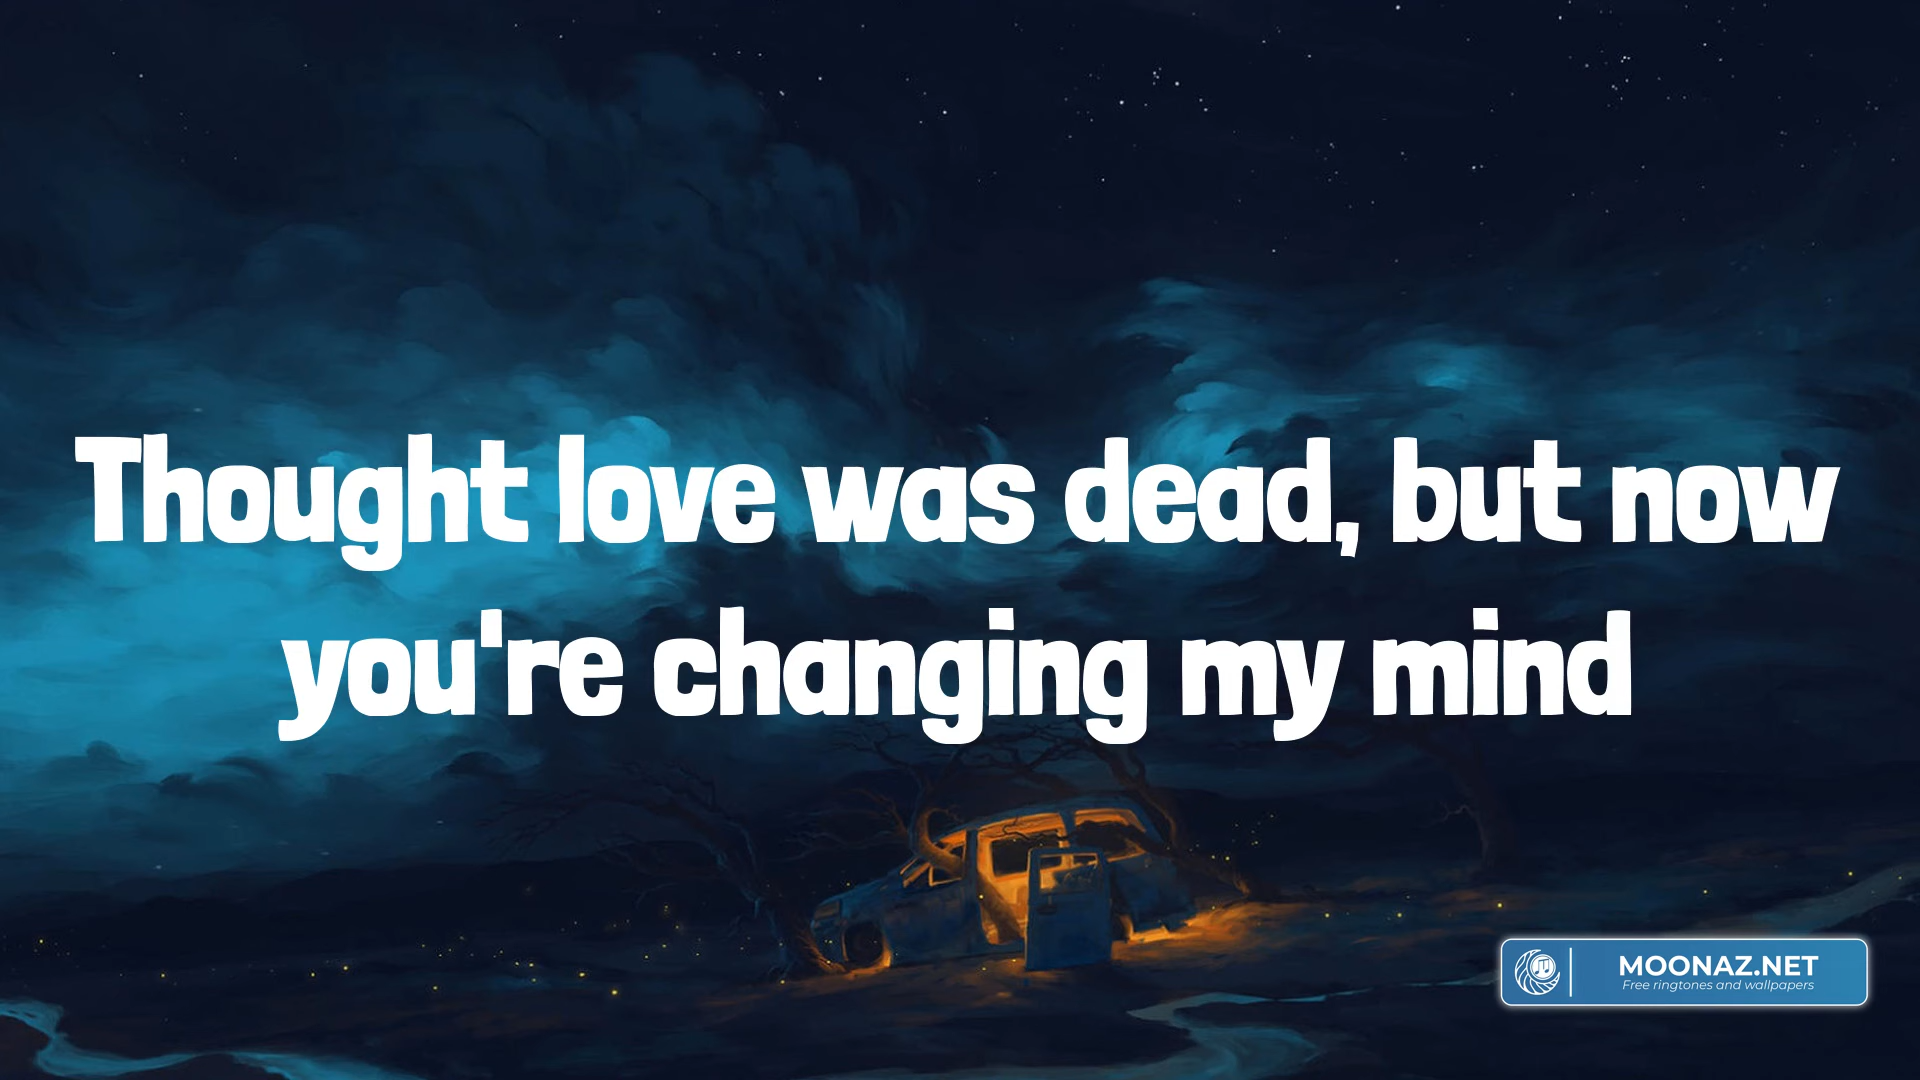 Thought love was dead, but now
you're changing my mind
MOONAZ.NET
Free ringtones and wallpapers